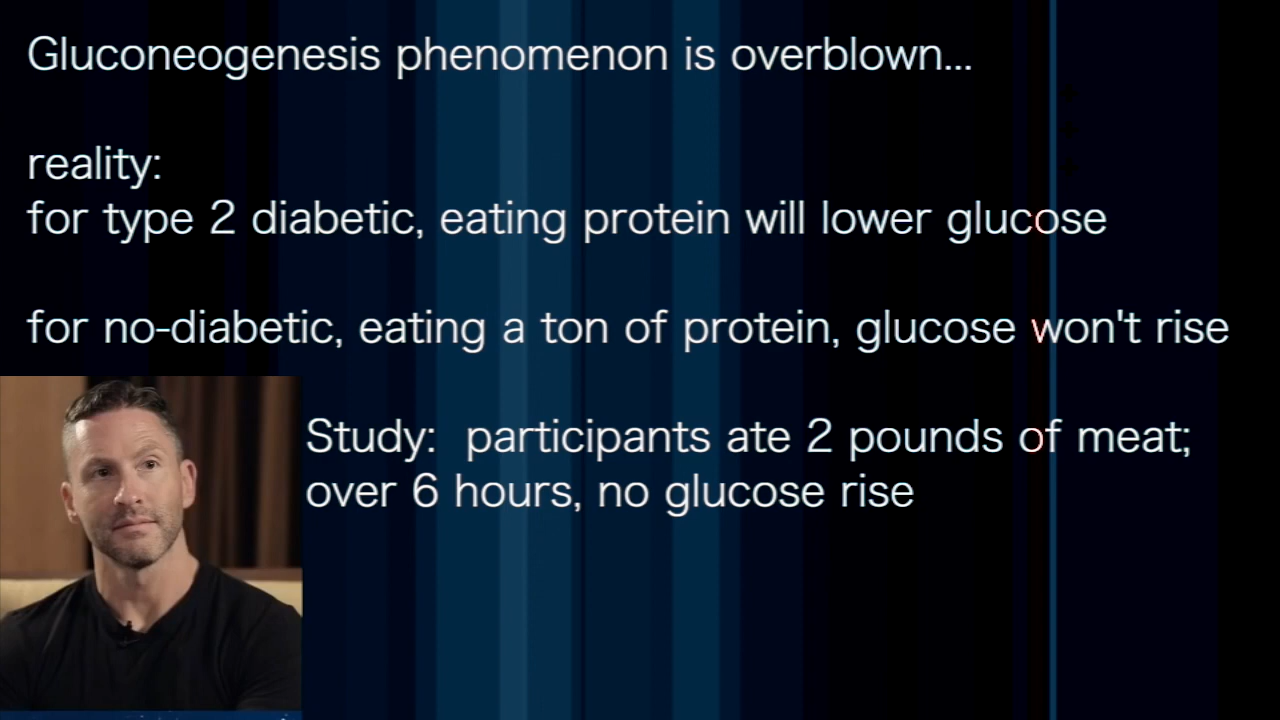 Gluconeogenesis phenomenon is overblown...
reality:
for type 2 diabetic, eating protein will lower glucose
for no-diabetic, eating a ton of protein, glucose won't rise
Study:  participants ate 2 pounds of meat;
over 6 hours, no glucose rise